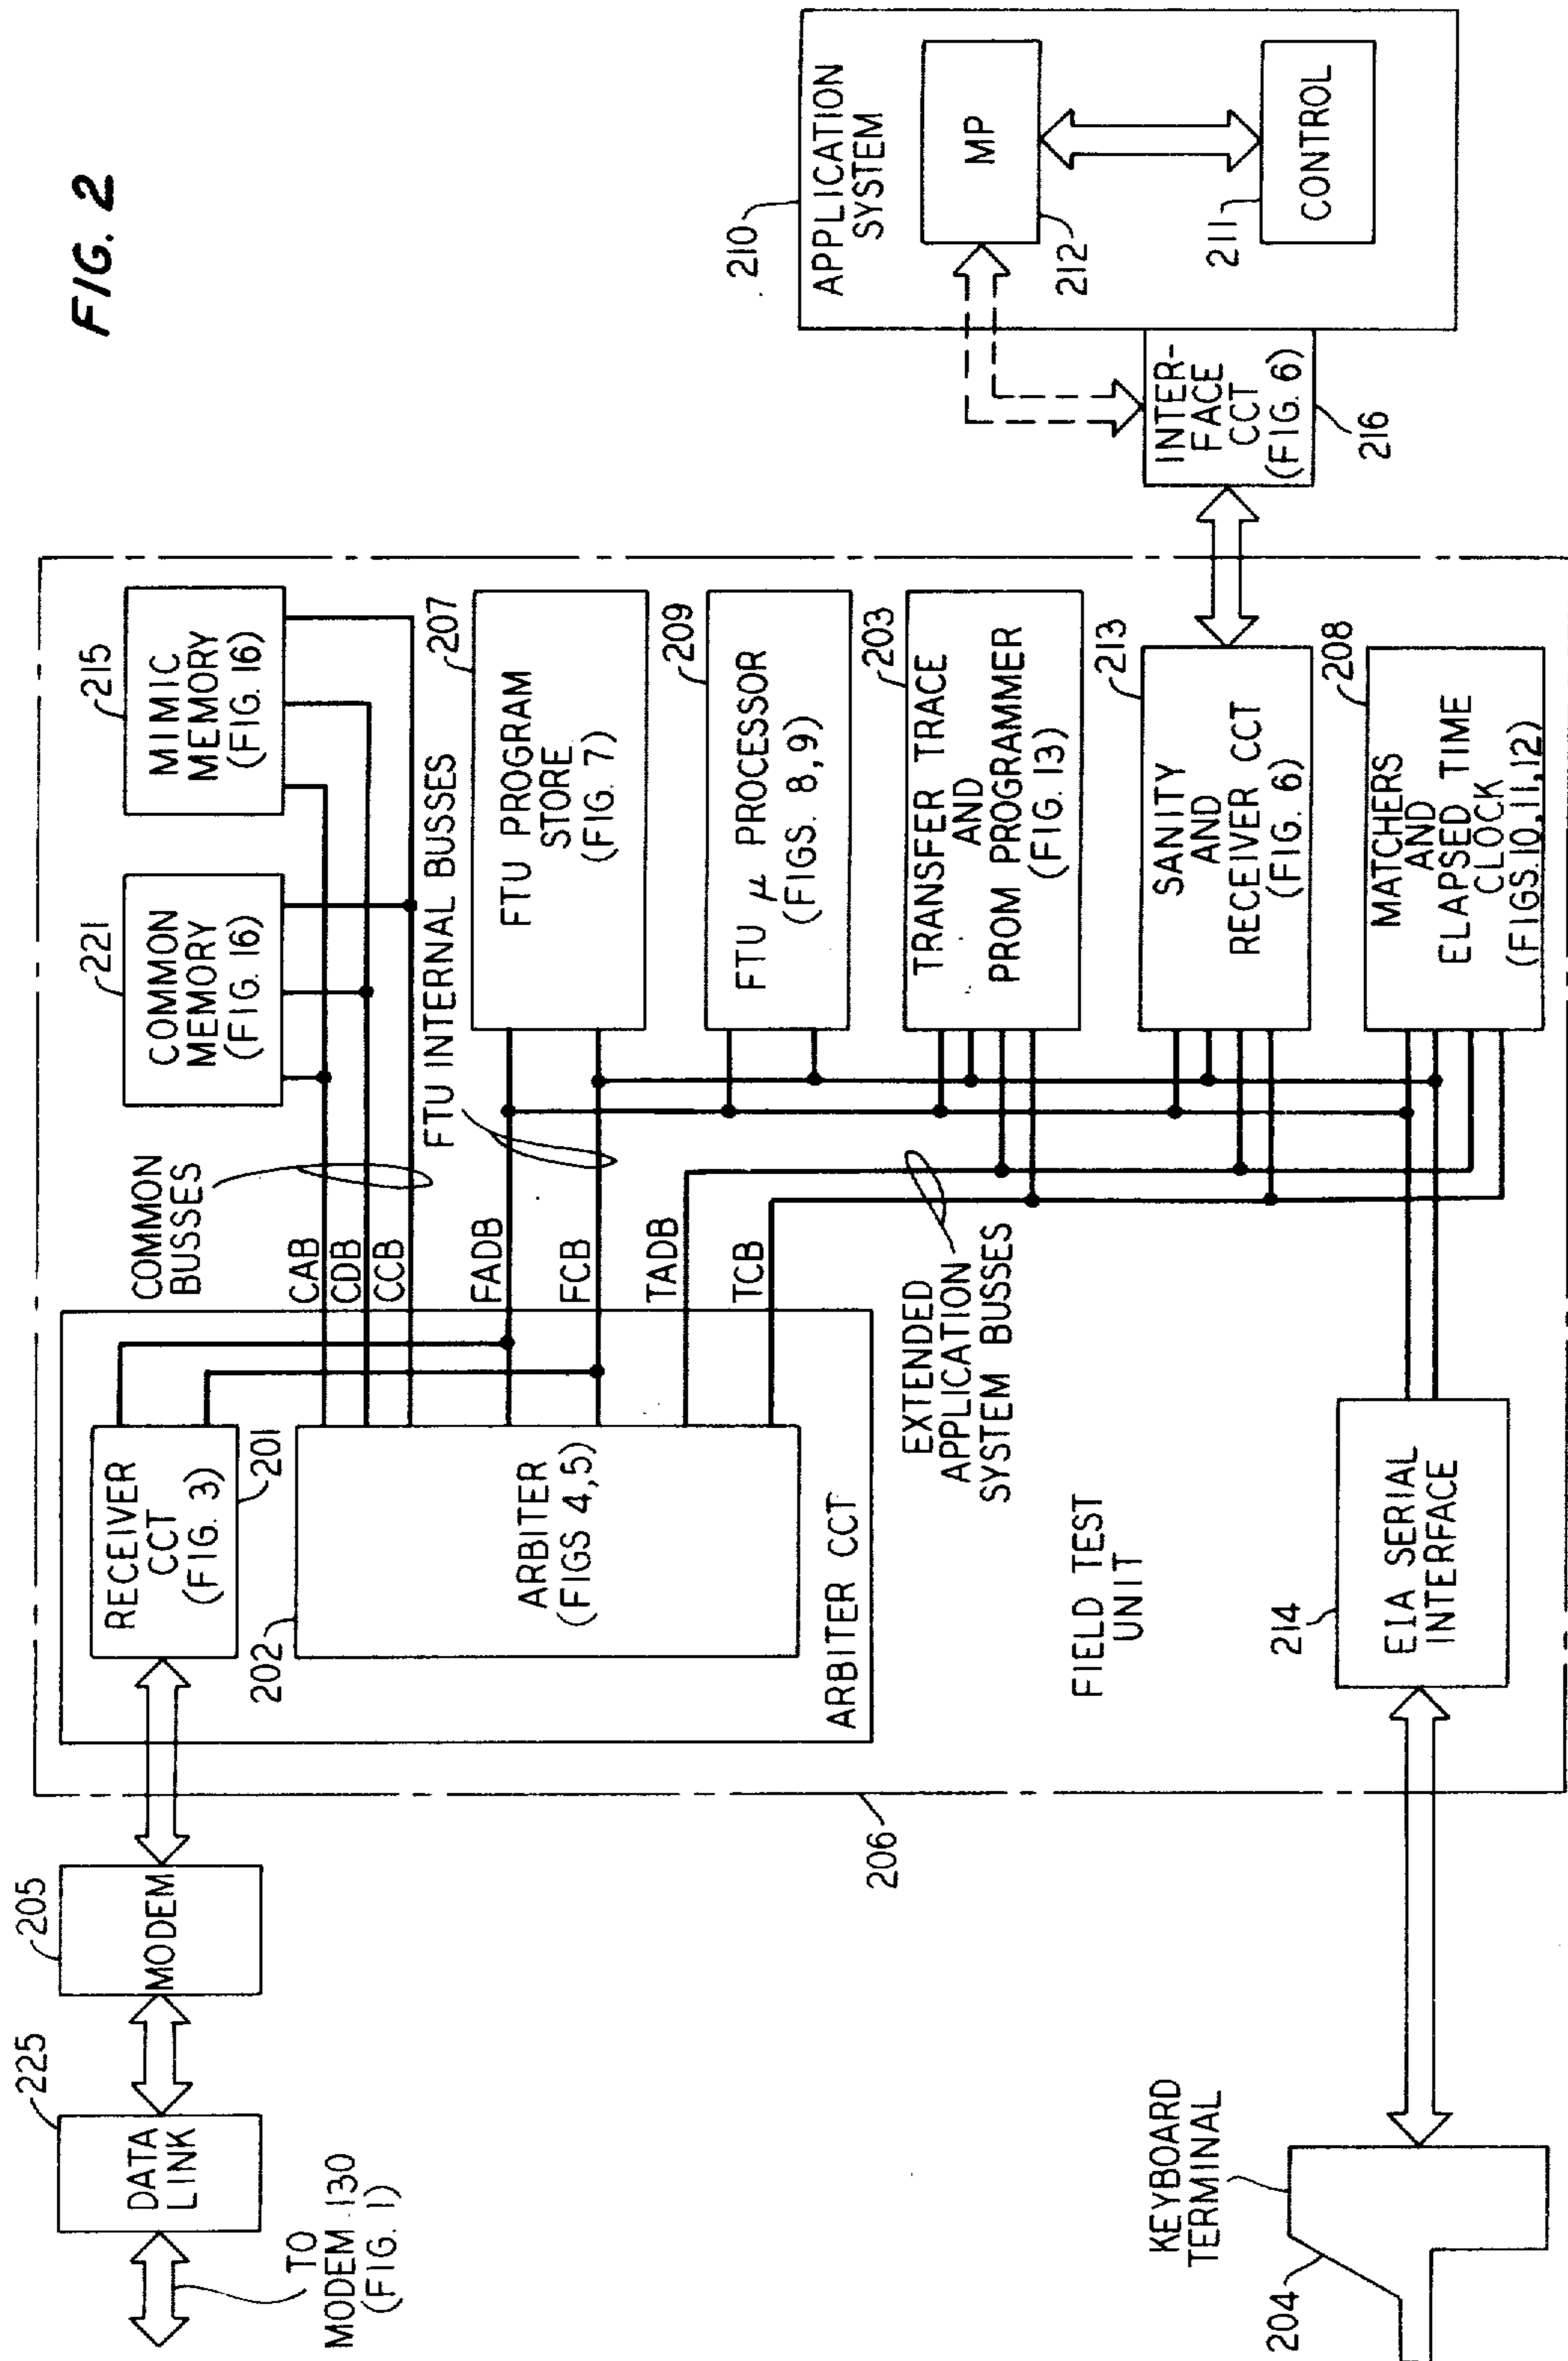 FIG. 2
225
DATA
LINK
TO
MODEM 130
(FIG. 1)
205
MODEM
206
RECEIVER
CCT
(FIG. 3)
201
202
ARBITER
(FIGS 4,5)
ARBITER CCT
COMMON
BUSSES
CAB
CDB
CCB
FADB
FCB
TADB
TCB
221
COMMON
MEMORY
(FIG. 16)
215
MIMIC
MEMORY
(FIG. 16)
FTU INTERNAL BUSSES
207
FTU PROGRAM
STORE
(FIG. 7)
209
FTU μ PROCESSOR
(FIGS. 8,9)
203
TRANSFER TRACE
AND
PROM PROGRAMMER
(FIG. 13)
213
SANITY
AND
RECEIVER CCT
(FIG. 6)
208
MATCHERS
AND
ELAPSED TIME
CLOCK
(FIGS.10,11,12)
EXTENDED
APPLICATION
SYSTEM BUSSES
FIELD TEST
UNIT
214
EIA SERIAL
INTERFACE
KEYBOARD
TERMINAL
204
210
APPLICATION
SYSTEM
MP
212
211
CONTROL
INTER-
FACE
CCT
(FIG. 6)
216